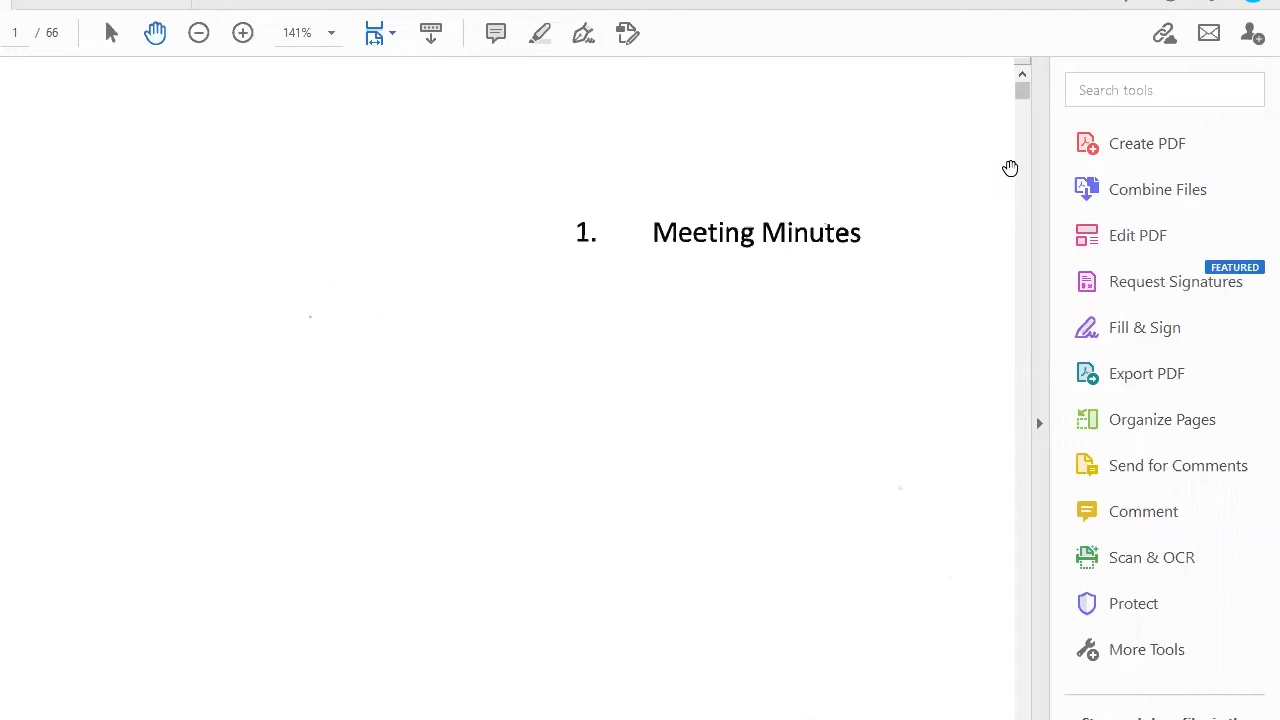 1 / 66
141%
Search tools
1. Meeting Minutes
Create PDF
Combine Files
Edit PDF
FEATURED
Request Signatures
Fill & Sign
Export PDF
Organize Pages
Send for Comments
Comment
Scan & OCR
Protect
More Tools